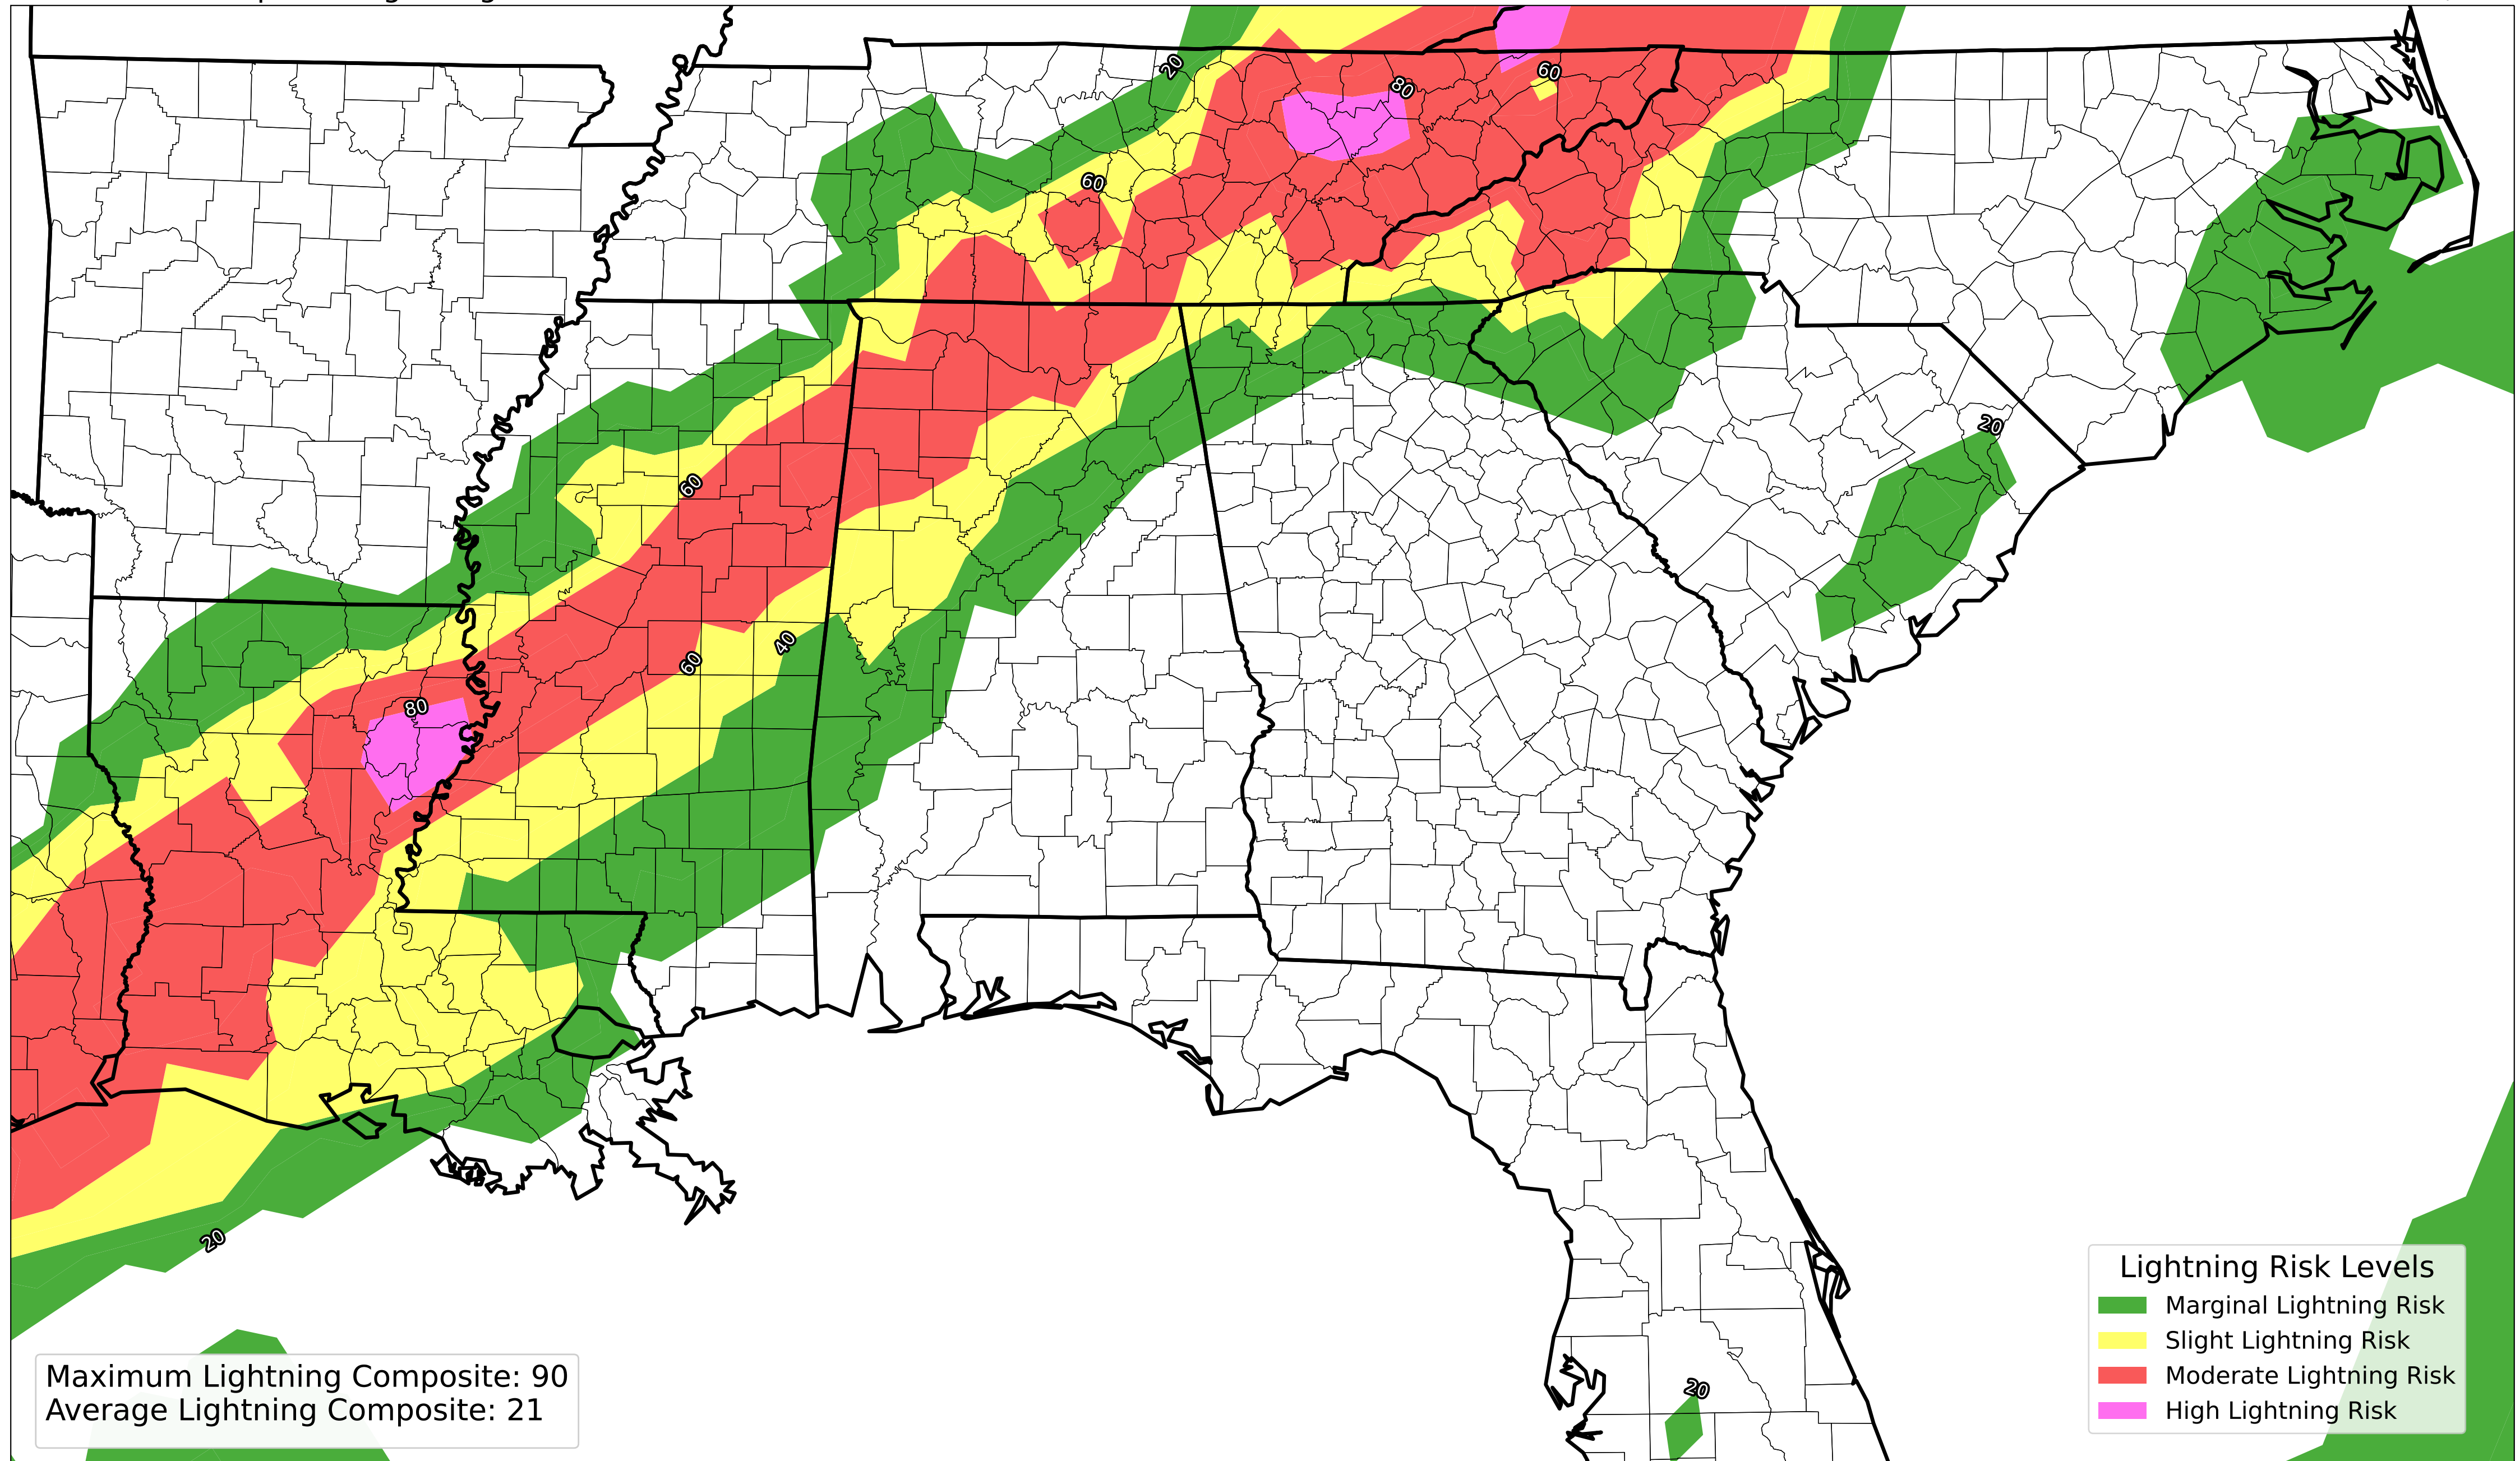 20
60
80
60
20
60
60
40
80
20
20
Maximum Lightning Composite: 90
Average Lightning Composite: 21
Lightning Risk Levels
Marginal Lightning Risk
Slight Lightning Risk
Moderate Lightning Risk
High Lightning Risk